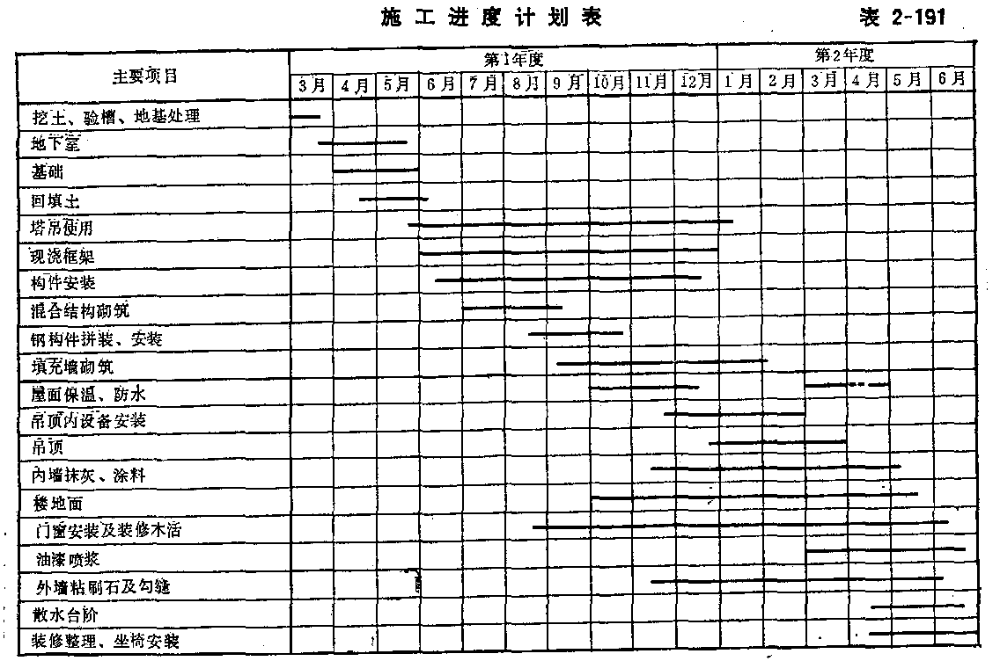 施工进度计划表 表 2-191
主要项目 第1年度 第2年度
3月 4月 5月 6月 7月 8月 9月 10月 11月 12月 1月 2月 3月 4月 5月 6月
挖土、验槽、地基处理
地下室
基础
回填土
塔吊使用
现浇框架
构件安装
混合结构砌筑
钢构件拼装、安装
填充墙砌筑
屋面保温、防水
吊顶内设备安装
吊顶
内墙抹灰、涂料
楼地面
门窗安装及装修木活
油漆喷浆
外墙粘刷石及勾缝
散水台阶
装修整理、坐椅安装